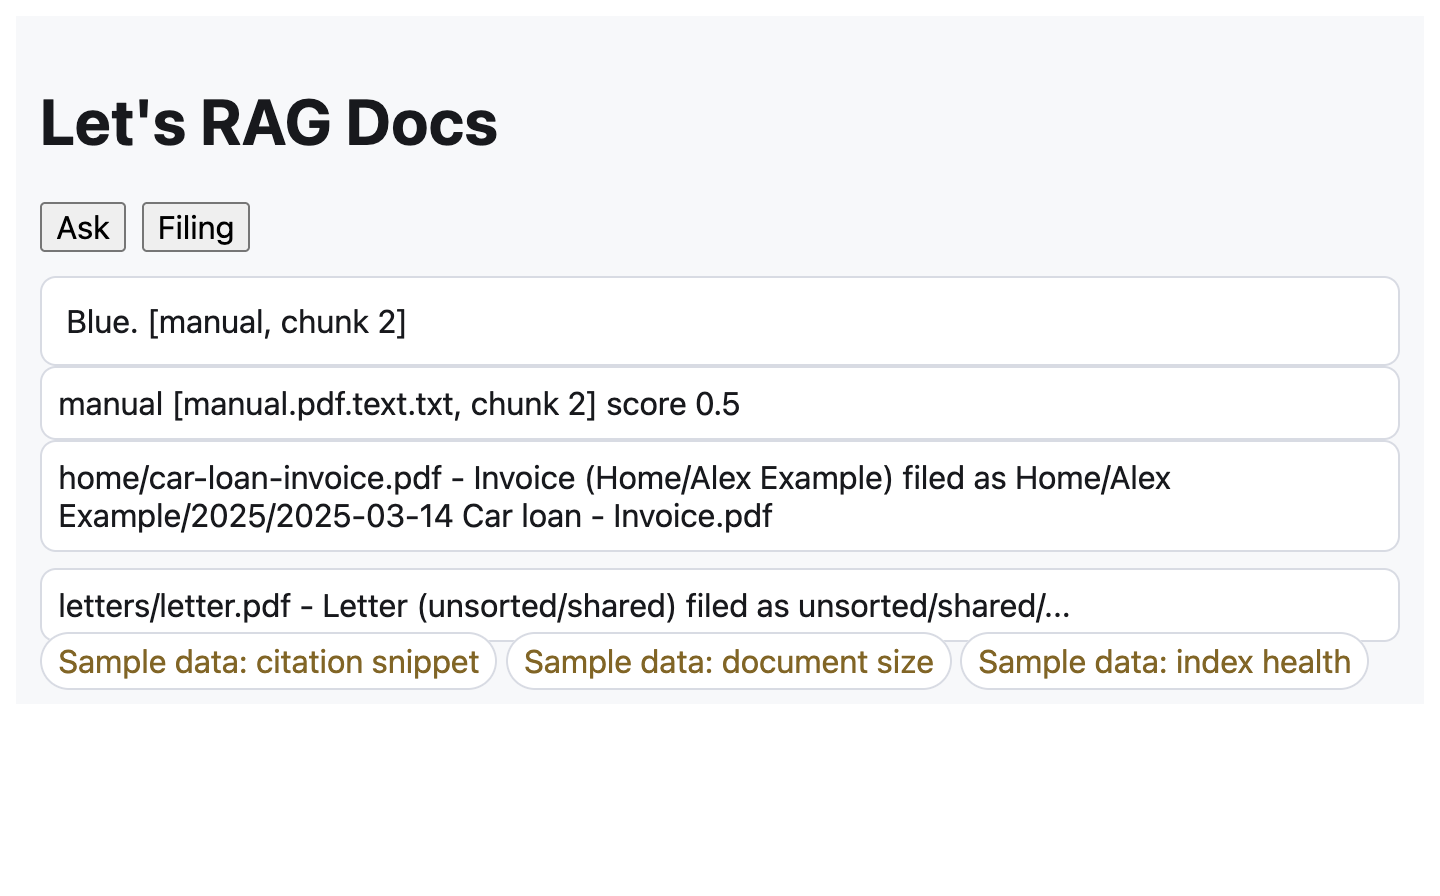 Let's RAG Docs
Ask Filing
Blue. [manual, chunk 2]
manual [manual.pdf.text.txt, chunk 2] score 0.5
home/car-loan-invoice.pdf - Invoice (Home/Alex Example) filed as Home/Alex
Example/2025/2025-03-14 Car loan - Invoice.pdf
letters/letter.pdf - Letter (unsorted/shared) filed as unsorted/shared/...
Sample data: citation snippet Sample data: document size Sample data: index health